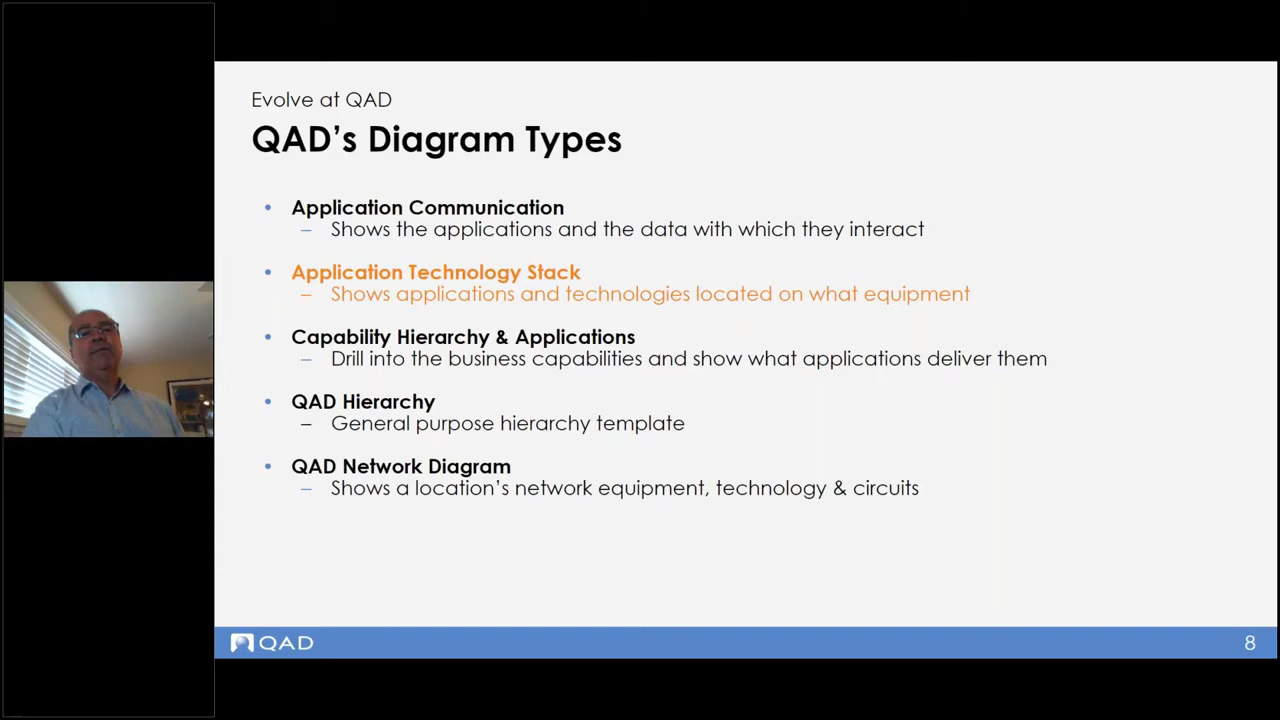 Evolve at QAD
QAD’s Diagram Types
• Application Communication
– Shows the applications and the data with which they interact
• Application Technology Stack
– Shows applications and technologies located on what equipment
• Capability Hierarchy & Applications
– Drill into the business capabilities and show what applications deliver them
• QAD Hierarchy
– General purpose hierarchy template
• QAD Network Diagram
– Shows a location’s network equipment, technology & circuits
QAD
8